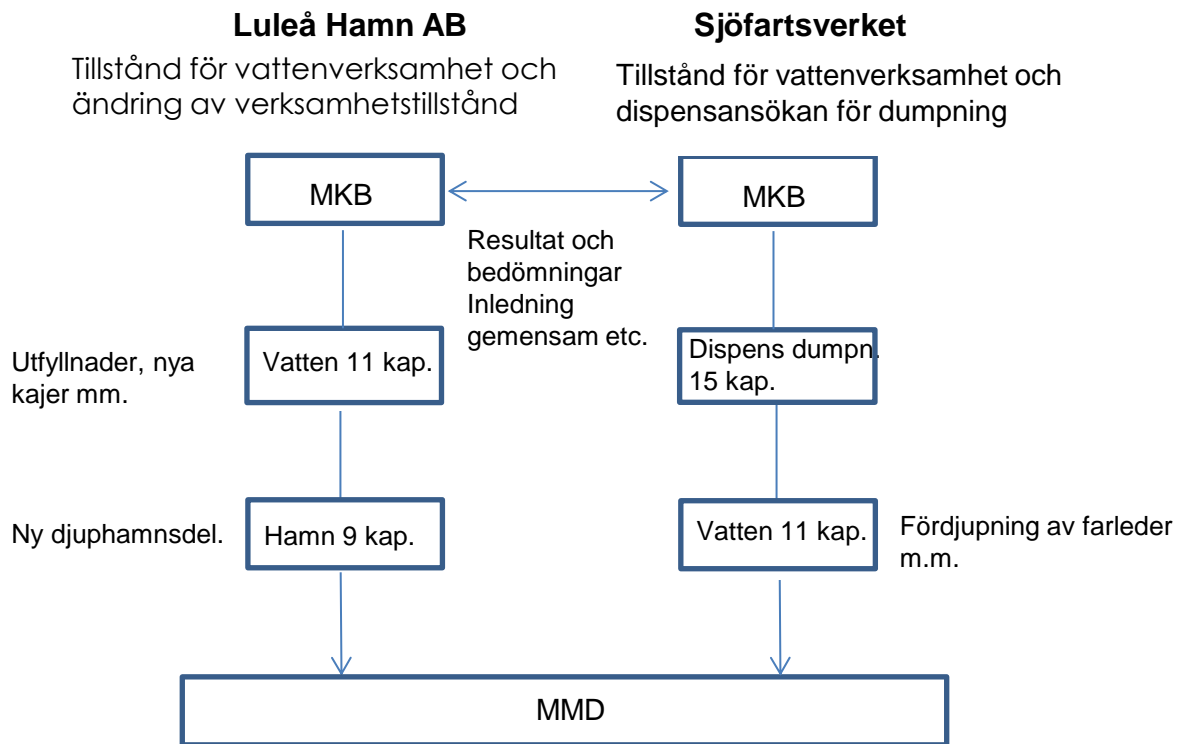 Luleå Hamn AB
Tillstånd för vattenverksamhet och
ändring av verksamhetstillstånd
Sjöfartsverket
Tillstånd för vattenverksamhet och
dispensansökan för dumpning
MKB
MKB
Resultat och
bedömningar
Inledning
gemensam etc.
Utfyllnader, nya
kajer mm.
Vatten 11 kap.
Dispens dumpn.
15 kap.
Ny djuphamnsdel.
Hamn 9 kap.
Vatten 11 kap.
Fördjupning av farleder
m.m.
MMD